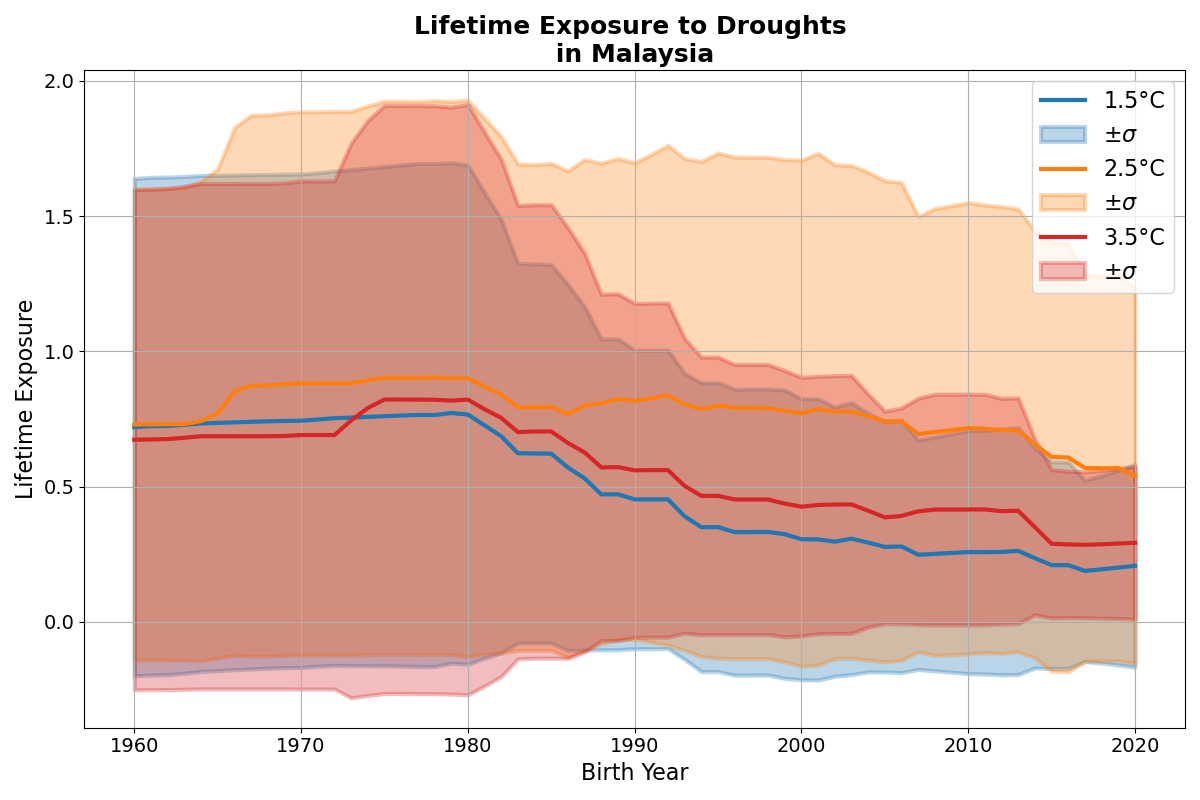 Lifetime Exposure to Droughts
in Malaysia
2.0
1.5
1.0
0.5
0.0
Lifetime Exposure
1960
1970
1980
1990
2000
2010
2020
Birth Year
1.5°C
±σ
2.5°C
±σ
3.5°C
±σ